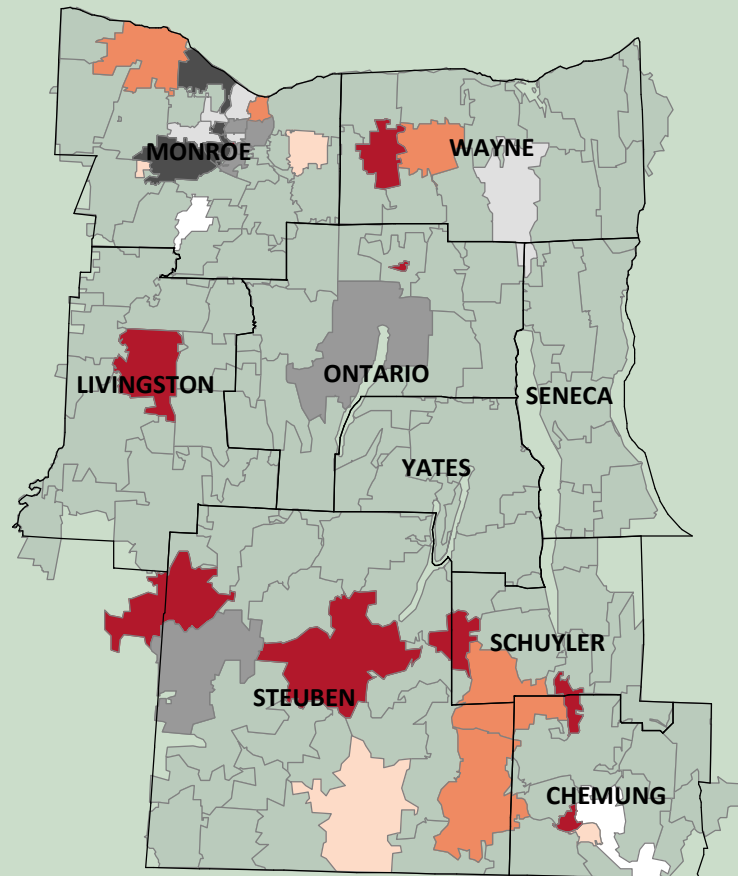 MONROE
WAYNE
LIVINGSTON
ONTARIO
SENECA
YATES
SCHUYLER
STEUBEN
CHEMUNG